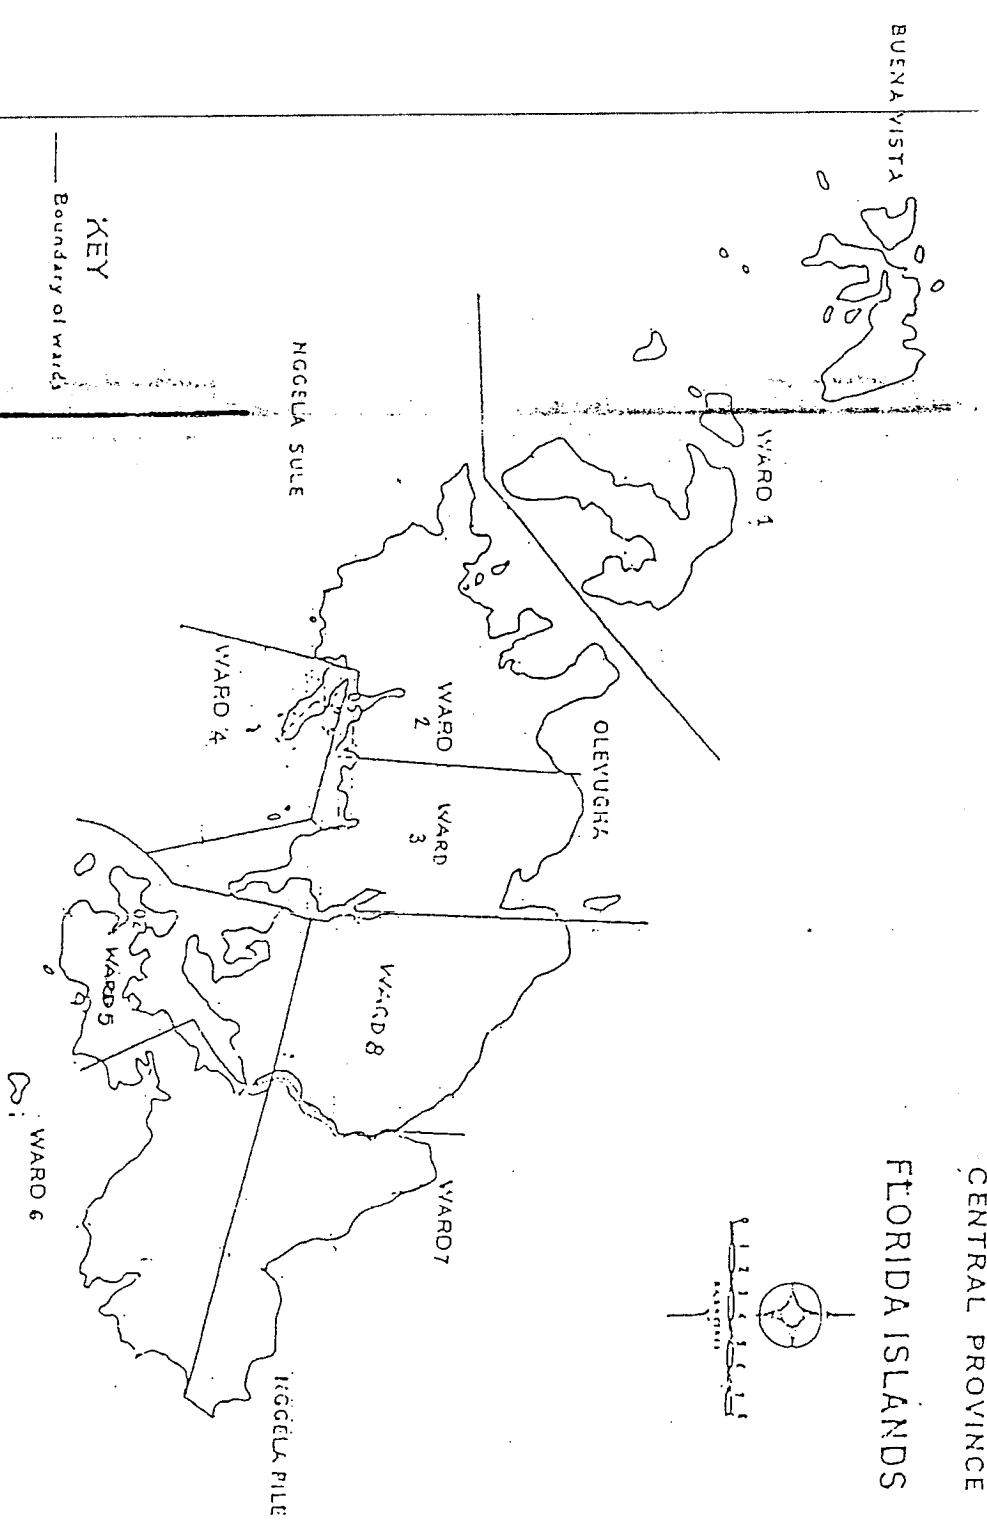 CENTRAL PROVINCE
FLORIDA ISLANDS
BUENA VISTA
WARD 1
OLEVUGHA
WARD
2
WARD
3
WARD 8
WARD 7
NGGELA SULE
WARD 4
NGGELA PILE
WARD 5
WARD 6
KEY
Boundary of wards